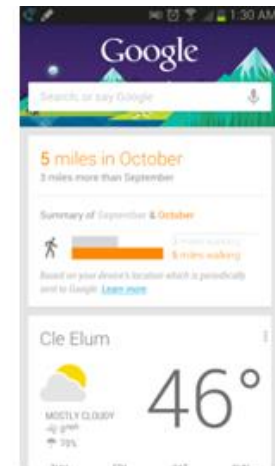 1:30 AM
Google
Search, or say Google
5 miles in October
3 miles more than September
Summary of September & October
3 miles walking
5 miles walking
Based on your device's location which is periodically
sent to Google. Learn more
Cle Elum
46°
MOSTLY CLOUDY
70%